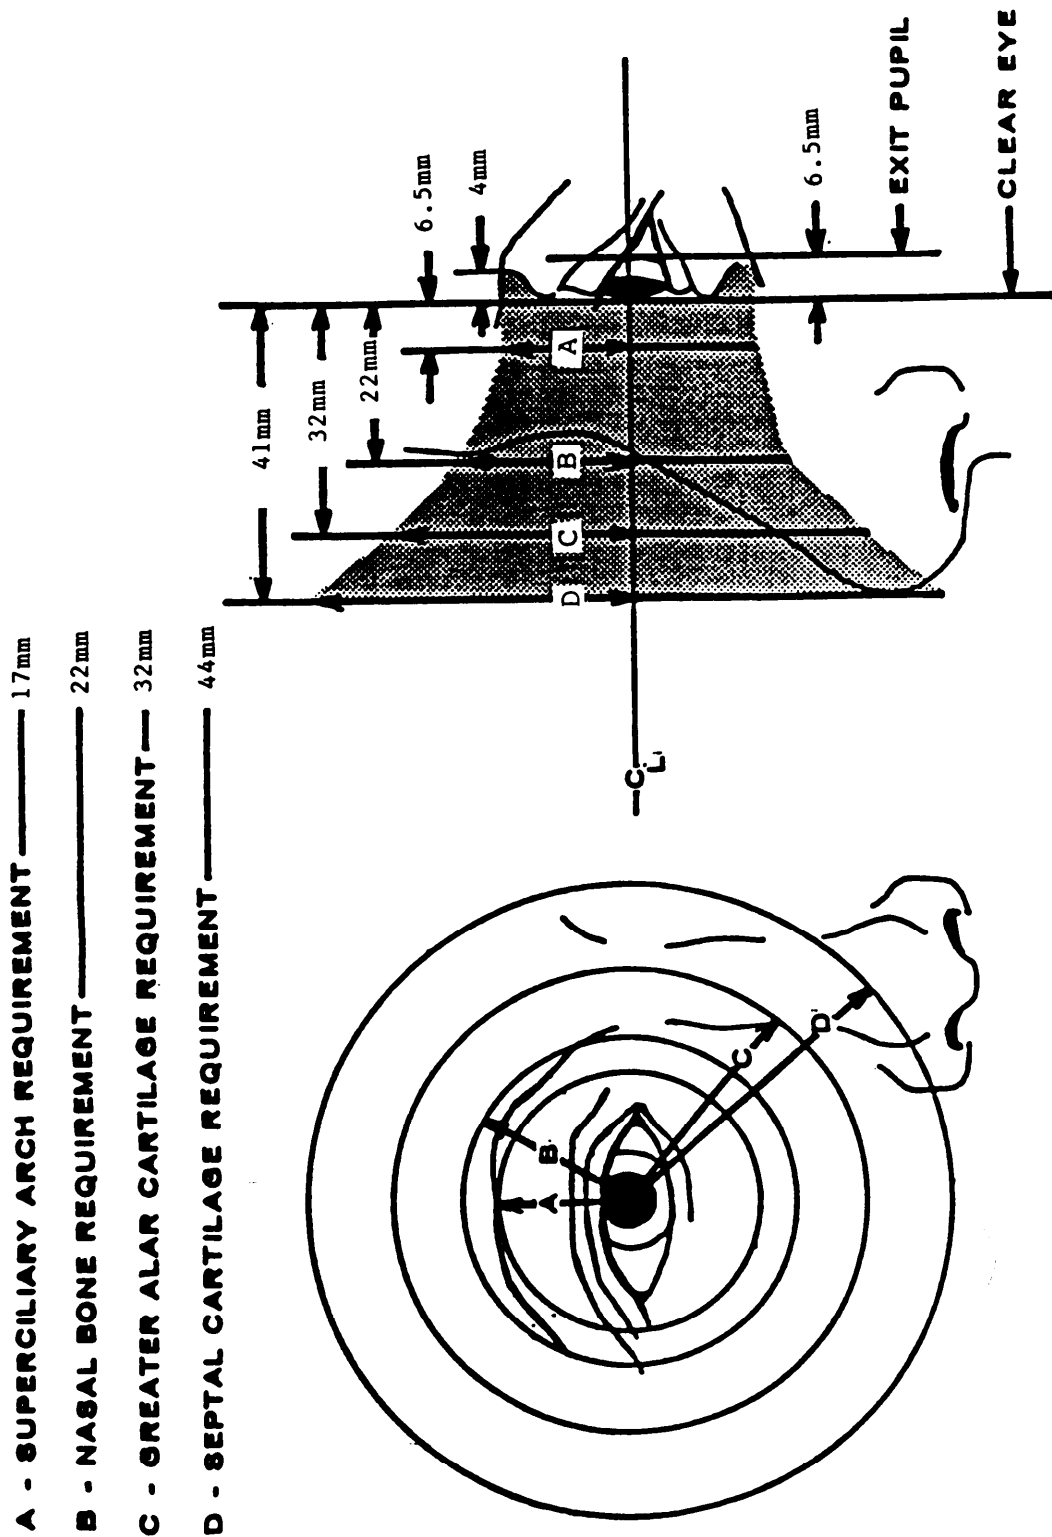 A - SUPERCILIARY ARCH REQUIREMENT 17mm
B - NASAL BONE REQUIREMENT 22mm
C - GREATER ALAR CARTILAGE REQUIREMENT 32mm
D - SEPTAL CARTILAGE REQUIREMENT 44mm
41mm
32mm
22mm
6.5mm
4mm
A
B
C
D
6.5mm
EXIT PUPIL
CLEAR EYE
CL
A
B
C
D